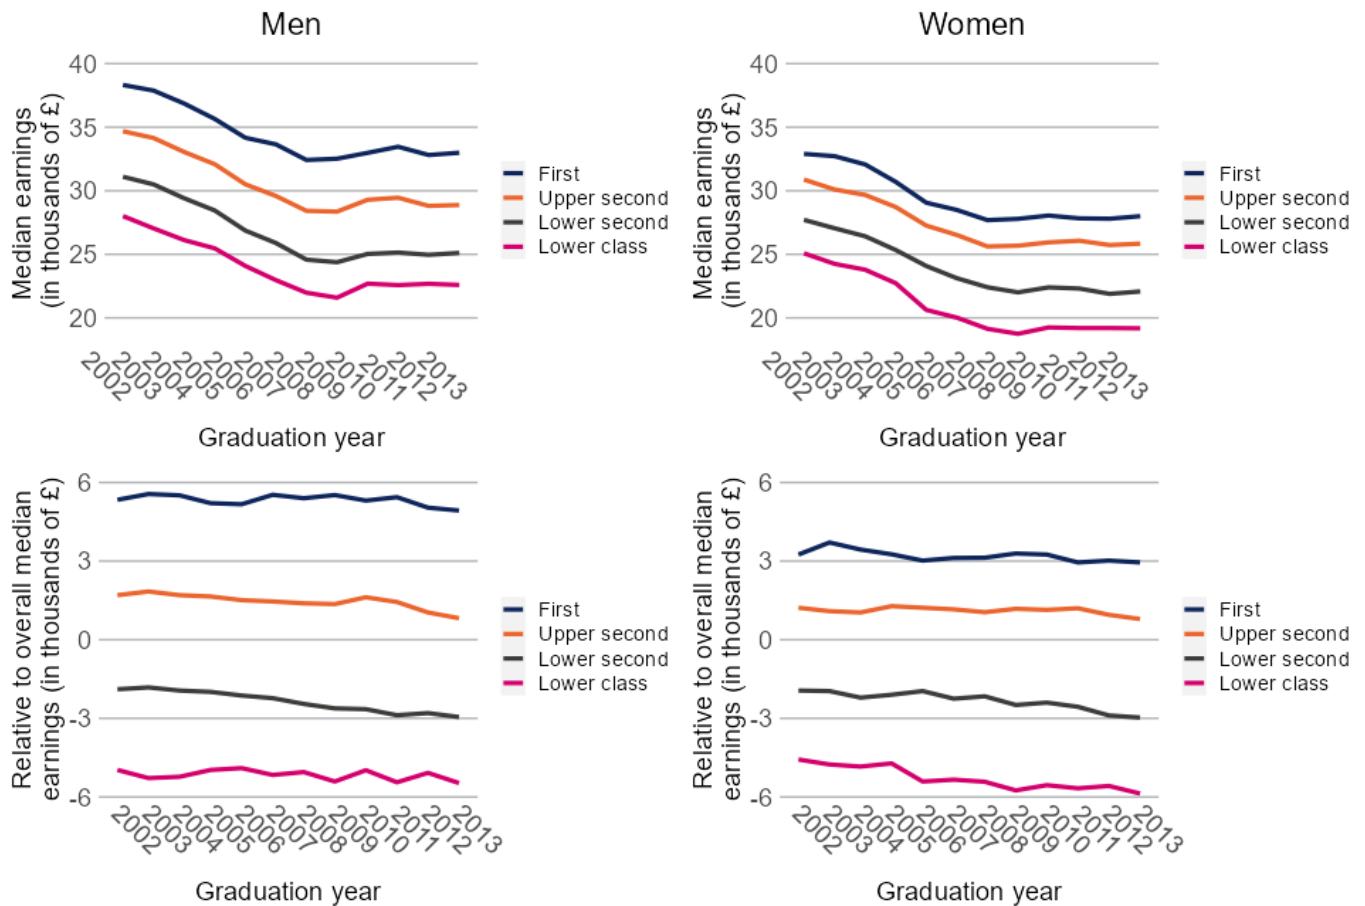 Men
Median earnings
(in thousands of £)
40
35
30
25
20
2002
2003
2004
2005
2006
2007
2008
2009
2010
2011
2012
2013
Graduation year
First
Upper second
Lower second
Lower class
Women
Median earnings
(in thousands of £)
40
35
30
25
20
2002
2003
2004
2005
2006
2007
2008
2009
2010
2011
2012
2013
Graduation year
First
Upper second
Lower second
Lower class
Relative to overall median
earnings (in thousands of £)
6
3
0
-3
-6
2002
2003
2004
2005
2006
2007
2008
2009
2010
2011
2012
2013
Graduation year
First
Upper second
Lower second
Lower class
Relative to overall median
earnings (in thousands of £)
6
3
0
-3
-6
2002
2003
2004
2005
2006
2007
2008
2009
2010
2011
2012
2013
Graduation year
First
Upper second
Lower second
Lower class